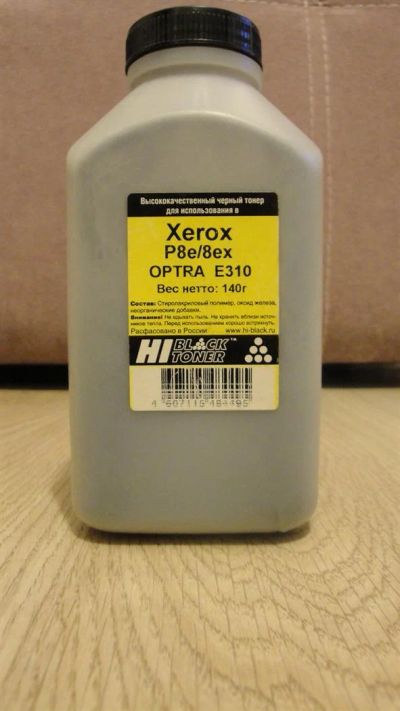 Высококачественный черный тонер
для использования в
Xerox
P8e/8ex
OPTRA E310
Вес нетто: 140г
Состав: Стиролакриловый полимер, оксид железа,
неорганические добавки.
Внимание! Не вдыхать пыль. Не хранить вблизи источ-
ников тепла. Перед использованием хорошо встряхнуть.
Расфасовано в России www.hi-black.ru
HI BLACK TONER™